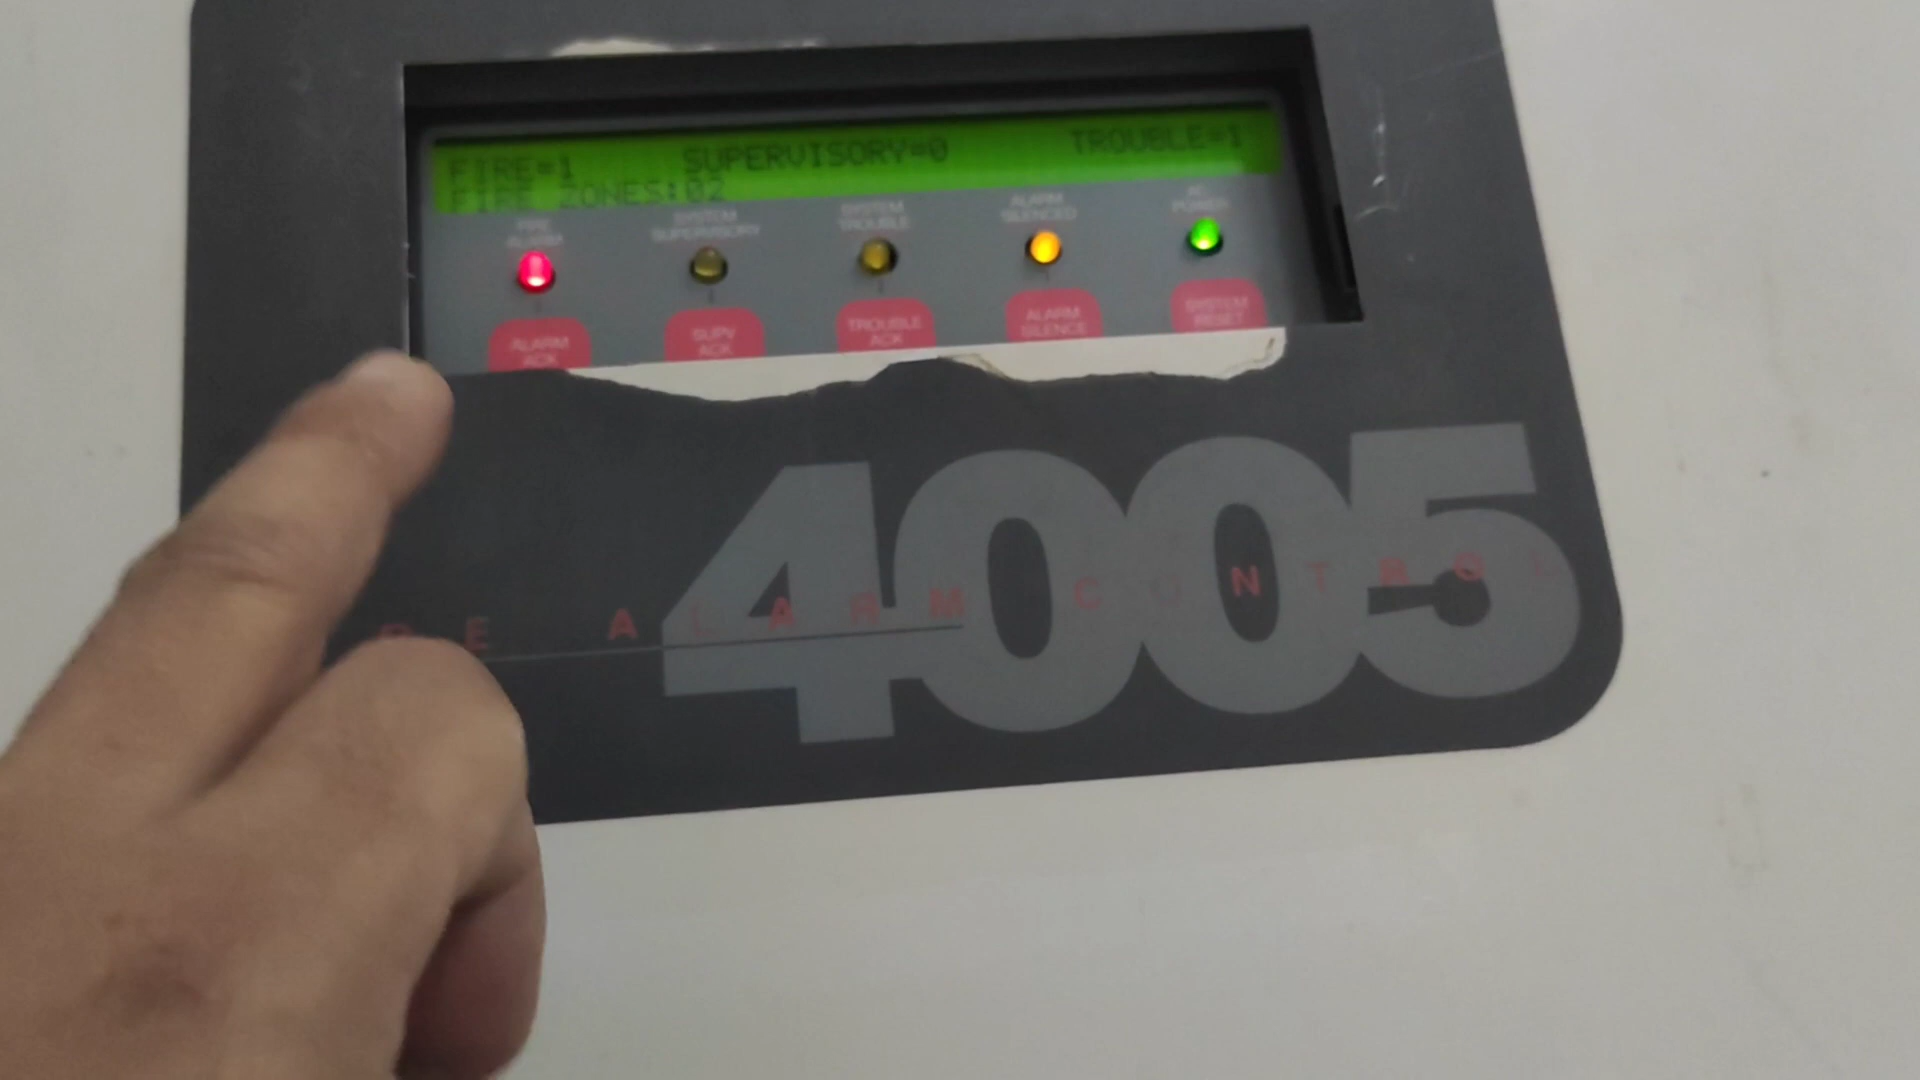 FIRE=1 SUPERVISORY=0 TROUBLE=1
FIRE ZONES:02
FIRE ALARM
SYSTEM SUPERVISORY
SYSTEM TROUBLE
ALARM SILENCED
AC POWER
ALARM ACK
SUPV ACK
TROUBLE ACK
ALARM SILENCE
SYSTEM RESET
4005
RE ALARM CONTROL